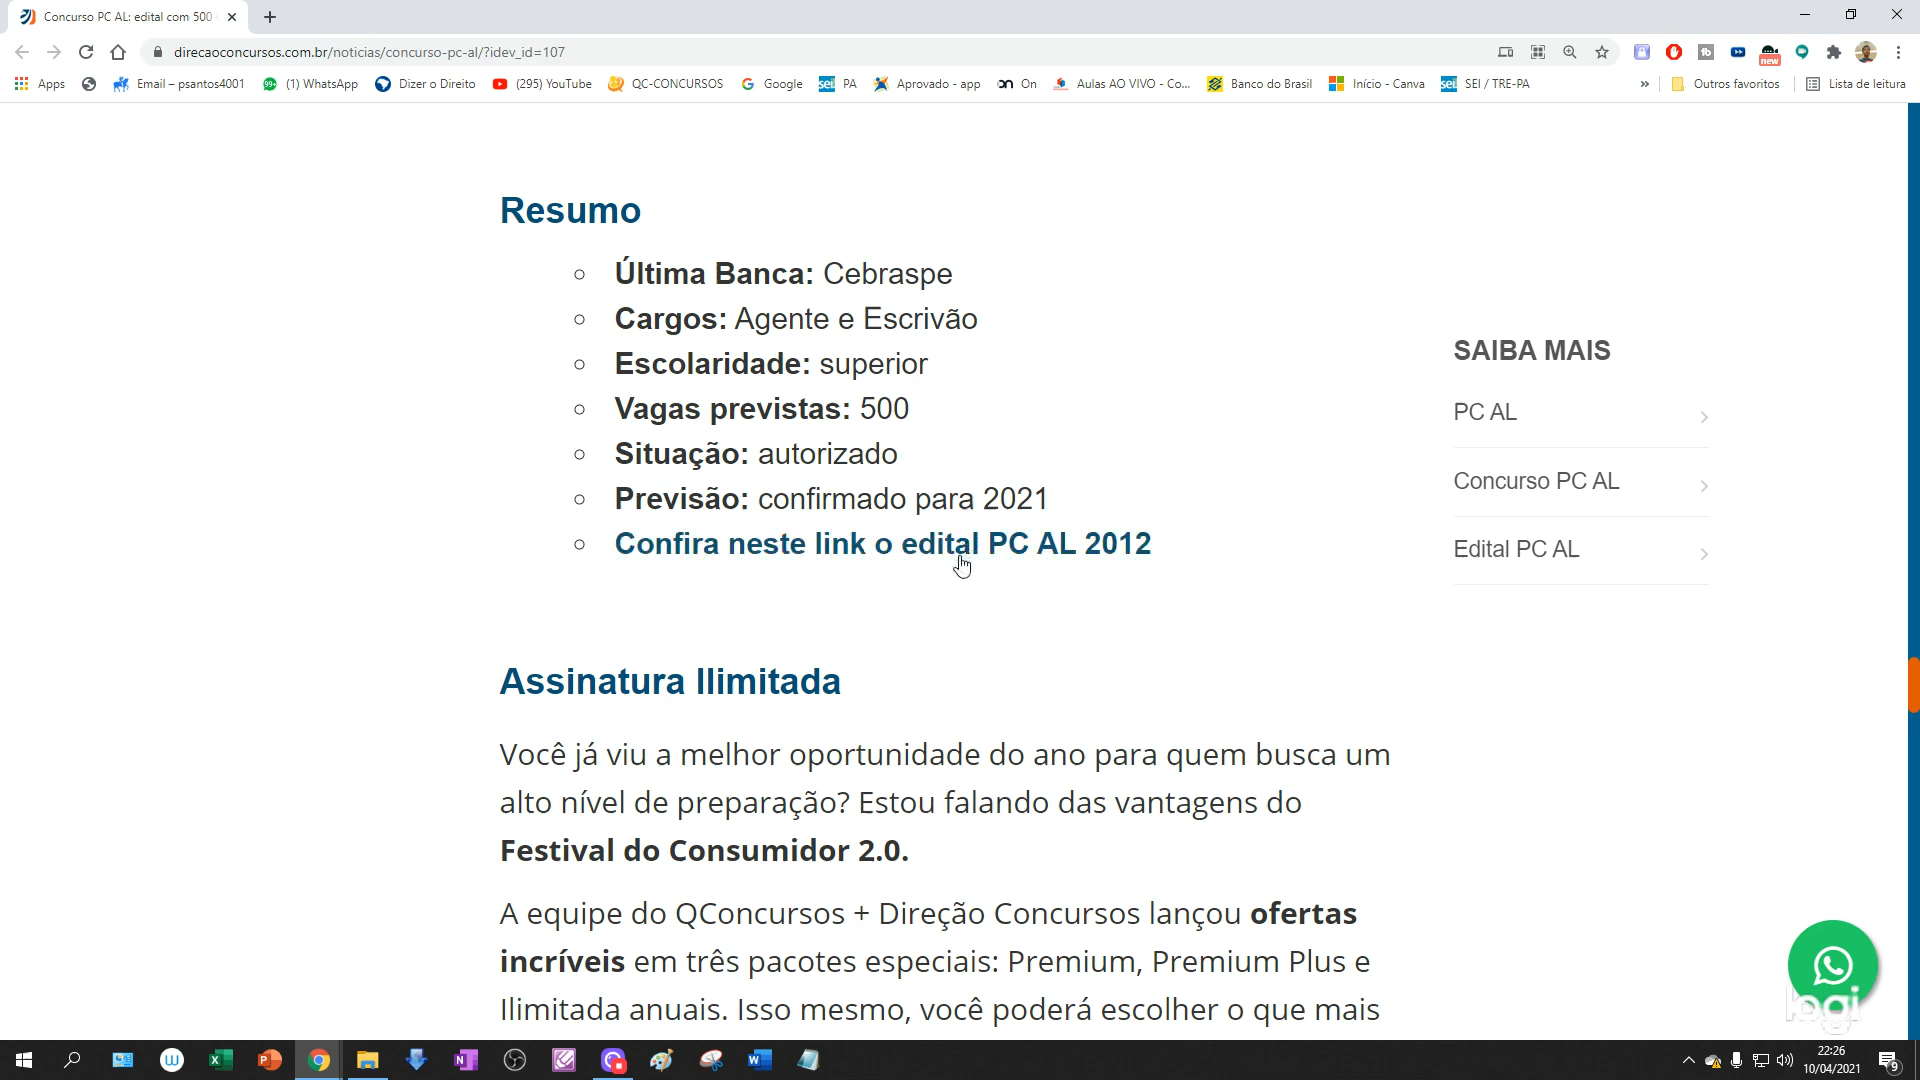 Concurso PC AL: edital com 500
direcaoconcursos.com.br/noticias/concurso-pc-al/?idev_id=107
new
Apps
Email – psantos4001
99+
(1) WhatsApp
Dizer o Direito
(295) YouTube
QC-CONCURSOS
Google
sei!
PA
Aprovado - app
On
Aulas AO VIVO - Co...
Banco do Brasil
Início - Canva
sei!
SEI / TRE-PA
»
Outros favoritos
Lista de leitura
Resumo
Última Banca: Cebraspe
Cargos: Agente e Escrivão
Escolaridade: superior
Vagas previstas: 500
Situação: autorizado
Previsão: confirmado para 2021
Confira neste link o edital PC AL 2012
SAIBA MAIS
PC AL
Concurso PC AL
Edital PC AL
Assinatura Ilimitada
Você já viu a melhor oportunidade do ano para quem busca um
alto nível de preparação? Estou falando das vantagens do
Festival do Consumidor 2.0.
A equipe do QConcursos + Direção Concursos lançou ofertas
incríveis em três pacotes especiais: Premium, Premium Plus e
Ilimitada anuais. Isso mesmo, você poderá escolher o que mais
logi
22:26
10/04/2021
9